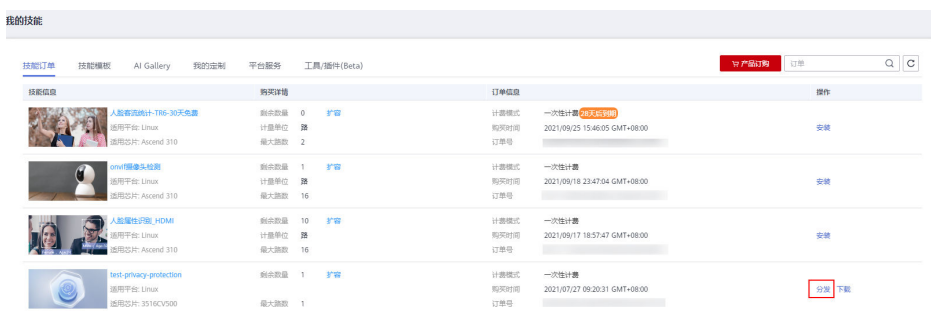 我的技能
技能订单 技能模板 AI Gallery 我的定制 平台服务 工具/插件(Beta) 产品订购 订单
技能信息 购买详情 订单信息 操作
人脸客流统计-TR6-30天免费 剩余数量 0 扩容 计费模式 一次性计费 28天后到期
适用平台: Linux 计量单位 路 购买时间 2021/09/25 15:46:05 GMT+08:00 安装
适用芯片: Ascend 310 最大路数 2 订单号
onvif摄像头检测 剩余数量 1 扩容 计费模式 一次性计费
适用平台: Linux 计量单位 路 购买时间 2021/09/18 23:47:04 GMT+08:00 安装
适用芯片: Ascend 310 最大路数 16 订单号
人脸属性识别_HDMI 剩余数量 10 扩容 计费模式 一次性计费
适用平台: Linux 计量单位 路 购买时间 2021/09/17 18:57:47 GMT+08:00 安装
适用芯片: Ascend 310 最大路数 16 订单号
test-privacy-protection 剩余数量 1 扩容 计费模式 一次性计费
适用平台: Linux 购买时间 2021/07/27 09:20:31 GMT+08:00 分发 下载
适用芯片: 3516CV500 最大路数 1 订单号